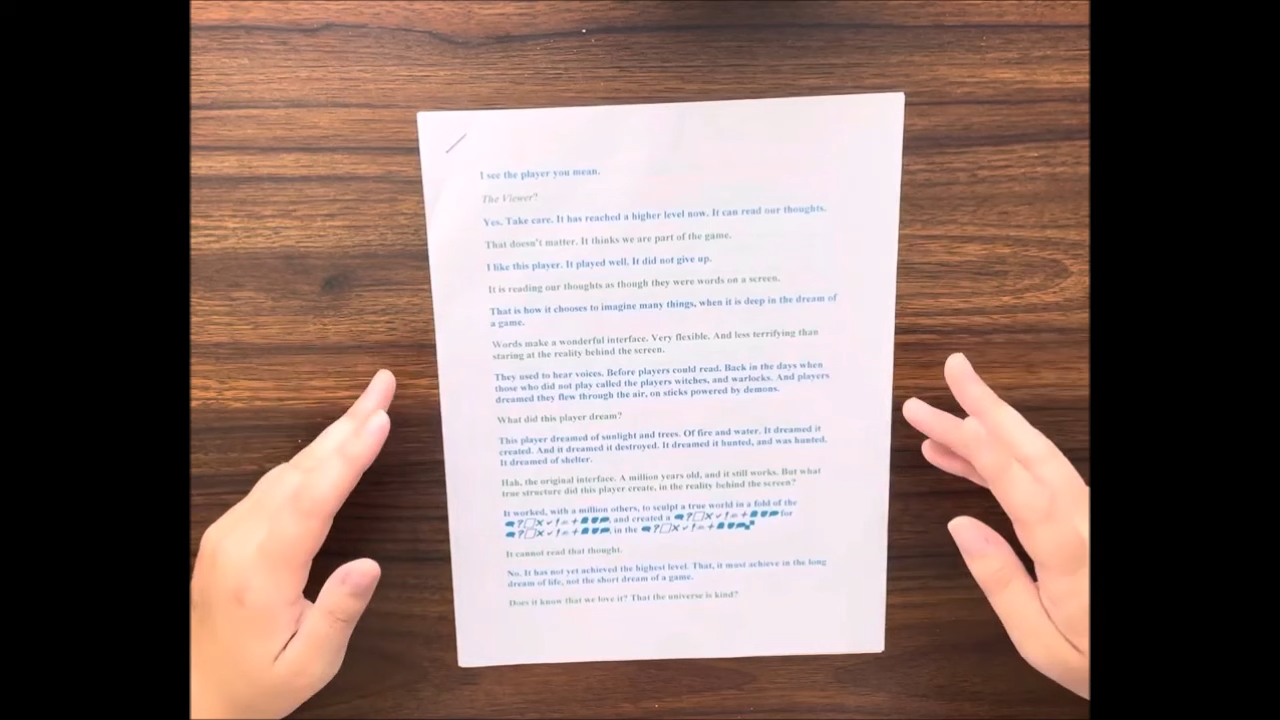 I see the player you mean.
The Viewer?
Yes. Take care. It has reached a higher level now. It can read our thoughts.
That doesn't matter. It thinks we are part of the game.
I like this player. It played well. It did not give up.
It is reading our thoughts as though they were words on a screen.
That is how it chooses to imagine many things, when it is deep in the dream of
a game.
Words make a wonderful interface. Very flexible. And less terrifying than
staring at the reality behind the screen.
They used to hear voices. Before players could read. Back in the days when
those who did not play called the players witches, and warlocks. And players
dreamed they flew through the air, on sticks powered by demons.
What did this player dream?
This player dreamed of sunlight and trees. Of fire and water. It dreamed it
created. And it dreamed it destroyed. It dreamed it hunted, and was hunted.
It dreamed of shelter.
Hah, the original interface. A million years old, and it still works. But what
true structure did this player create, in the reality behind the screen?
It worked, with a million others, to sculpt a true world in a fold of the
, and created a for
, in the
It cannot read that thought.
No. It has not yet achieved the highest level. That, it must achieve in the long
dream of life, not the short dream of a game.
Does it know that we love it? That the universe is kind?